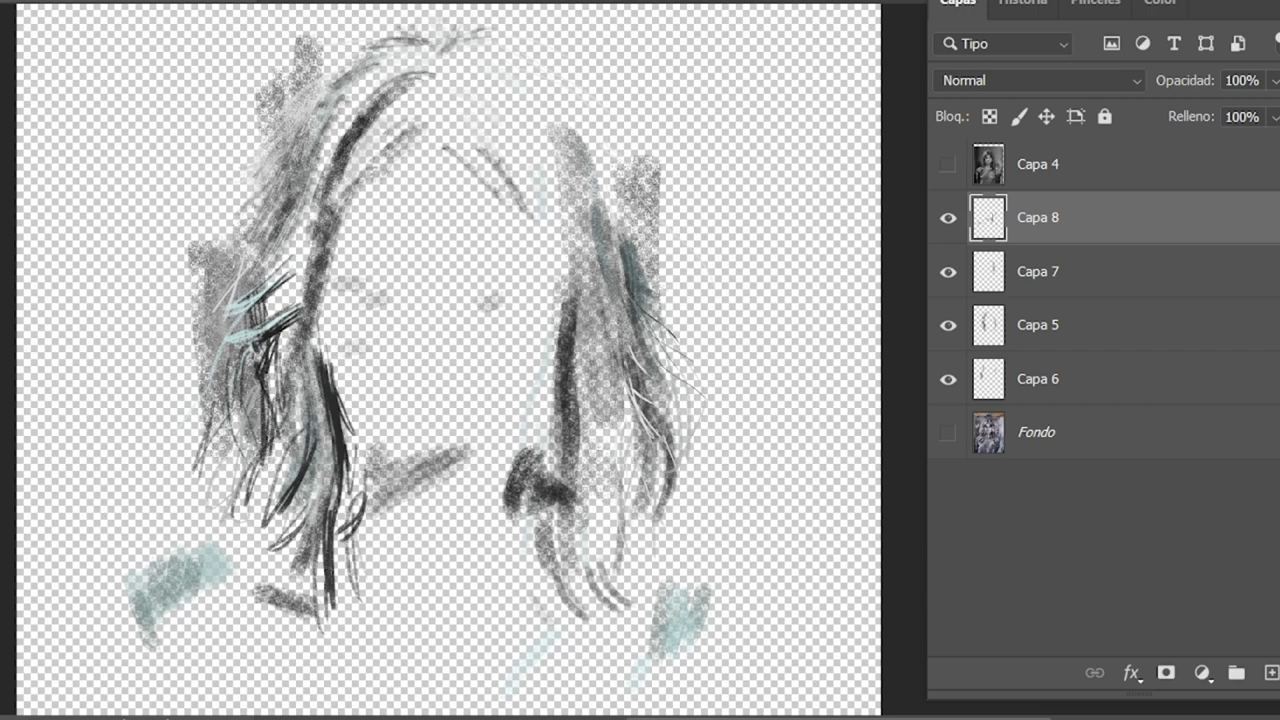 Capas Historia Pinceles Color
Tipo
Normal Opacidad: 100%
Bloq.: Relleno: 100%
Capa 4
Capa 8
Capa 7
Capa 5
Capa 6
Fondo
fx